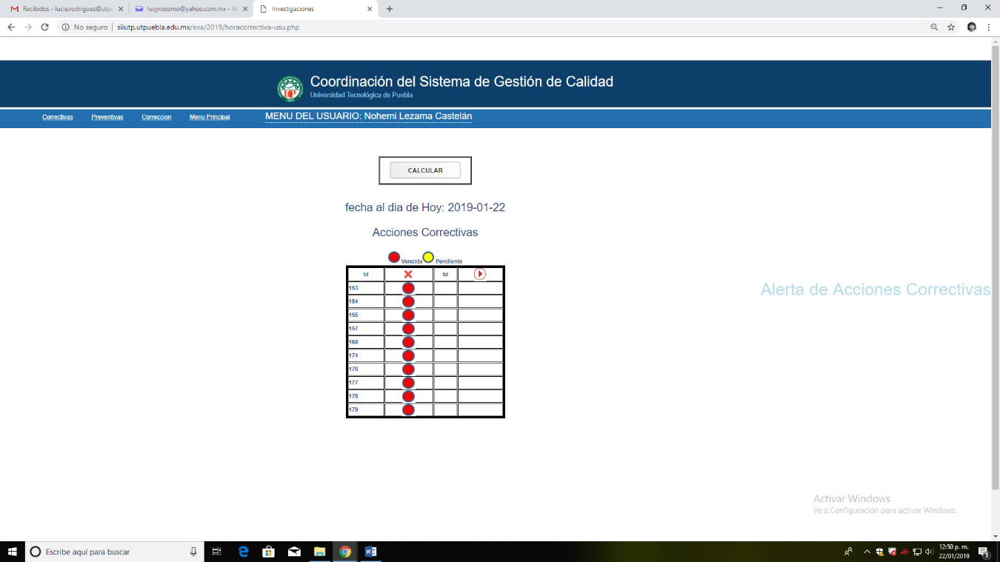 Recibidos - lucia.rodriguez@utp
lucyrosorno@yahoo.com.mx - Ya
Investigaciones
No seguro | siiutp.utpuebla.edu.mx/exa/2019/horacorrectiva-usu.php
Coordinación del Sistema de Gestión de Calidad
Universidad Tecnológica de Puebla
Correctivas Preventivas Correccion Menu Principal MENU DEL USUARIO: Nohemi Lezama Castelán
CALCULAR
fecha al dia de Hoy: 2019-01-22
Acciones Correctivas
Vencida Pendiente
Id Id
153
Alerta de Acciones Correctivas
154
155
157
168
174
176
177
178
179
Activar Windows
Ve a Configuración para activar Windows.
Escribe aquí para buscar
12:50 p. m.
22/01/2019
3